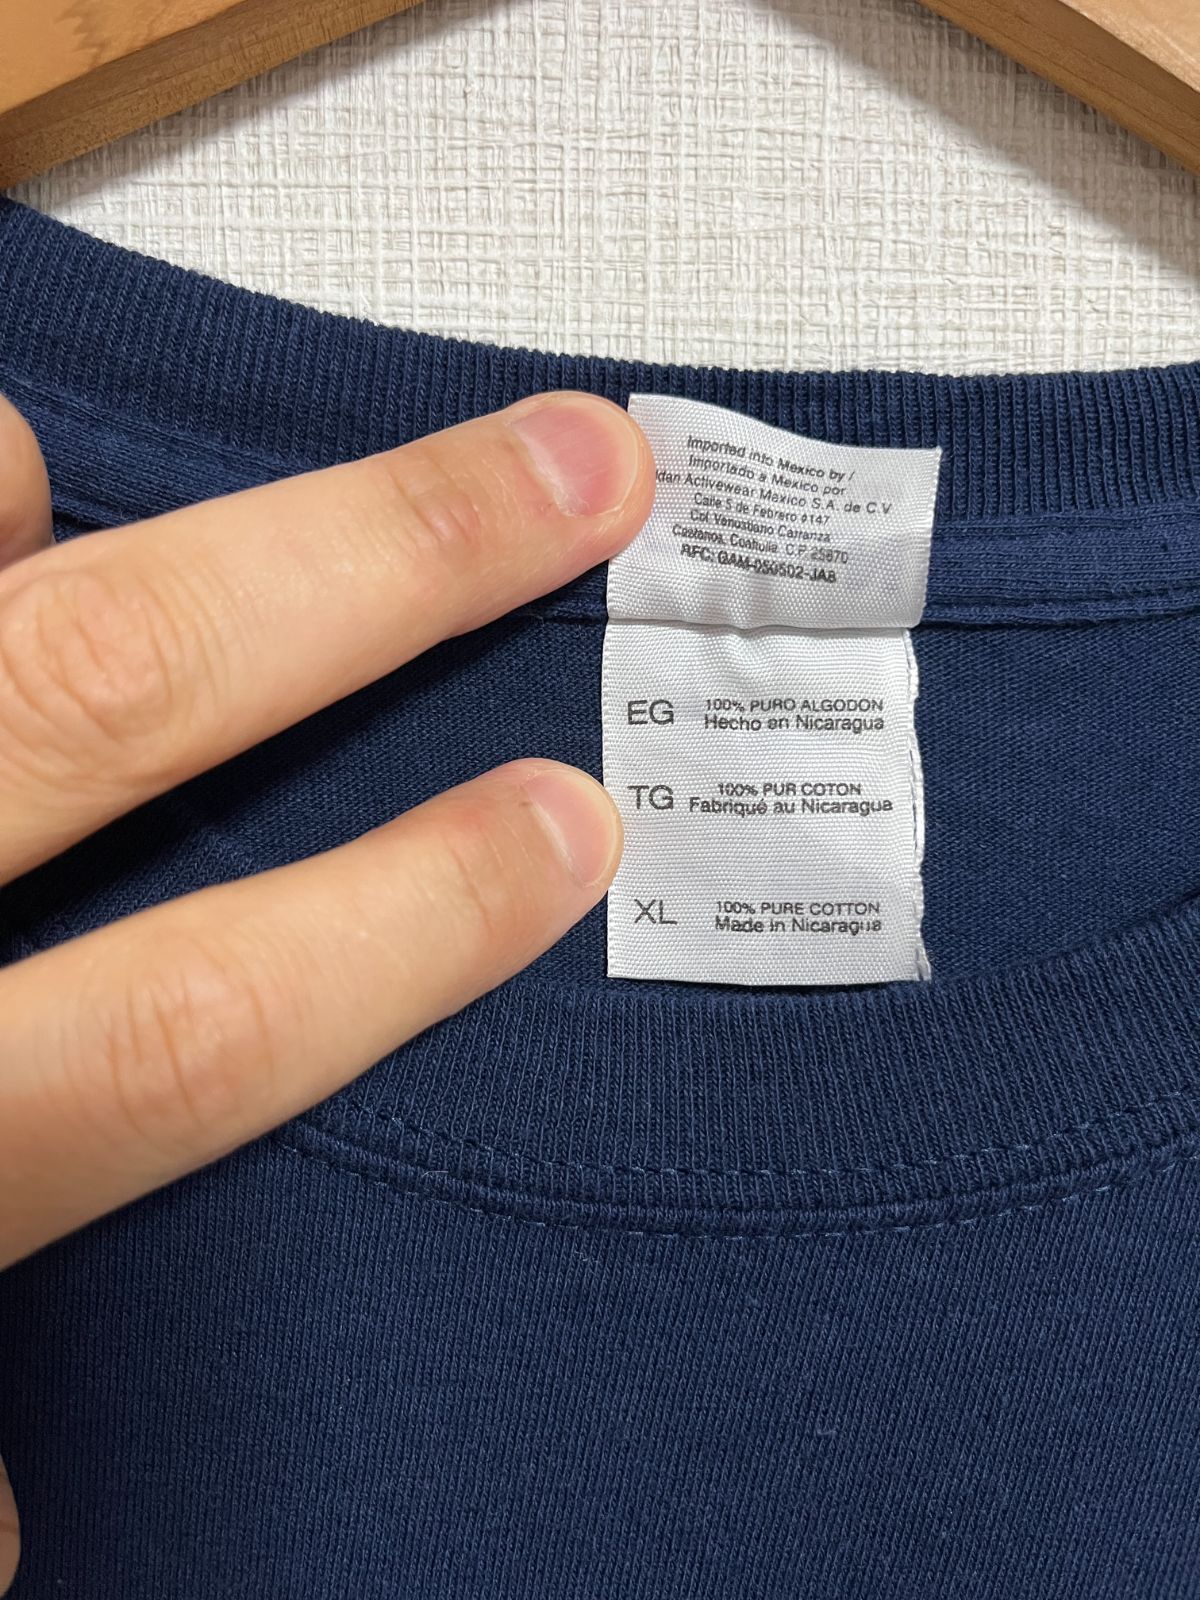 Imported into Mexico by /
Importado a Mexico por
dan Activewear Mexico S.A. de C.V.
Calle 5 de Febrero #147
Col Venustiano Carranza
Castanos, Coahuila, C.P. 25870
RFC: GAM-050602-JA8
EG 100% PURO ALGODON
Hecho en Nicaragua
TG 100% PUR COTON
Fabriqué au Nicaragua
XL 100% PURE COTTON
Made in Nicaragua